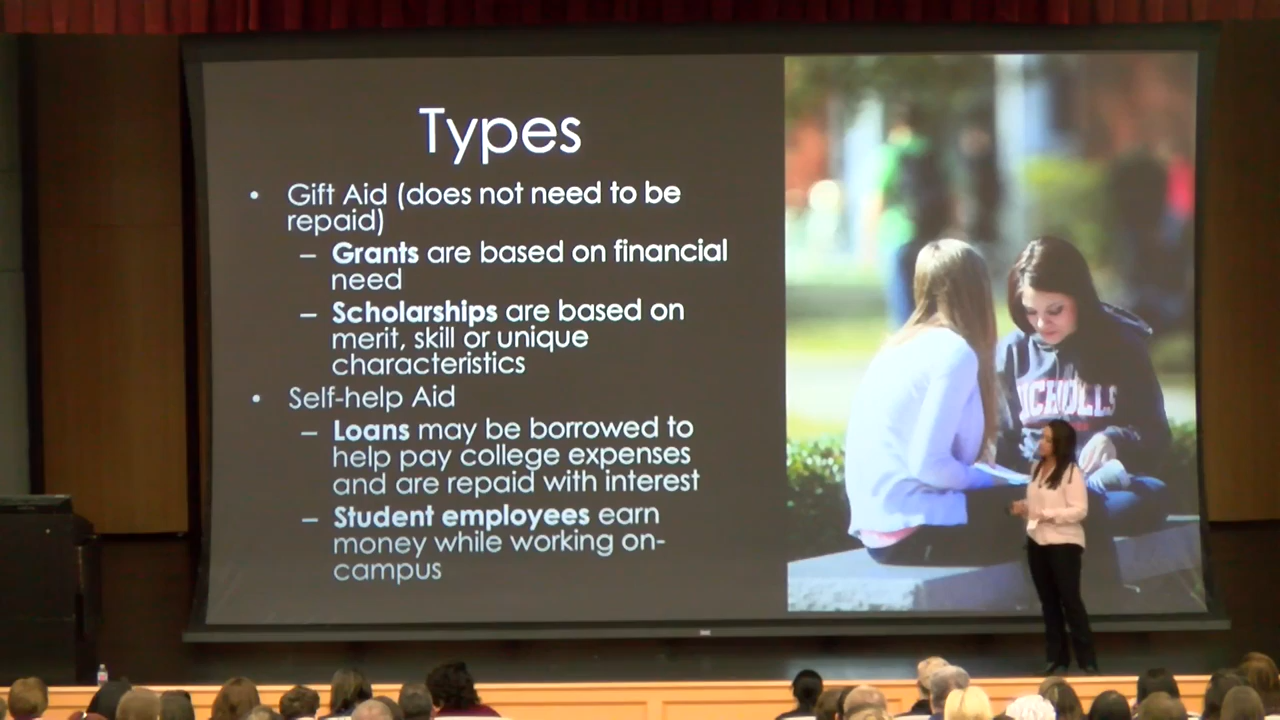 Types
• Gift Aid (does not need to be
repaid)
– Grants are based on financial
need
– Scholarships are based on
merit, skill or unique
characteristics
• Self-help Aid
– Loans may be borrowed to
help pay college expenses
and are repaid with interest
– Student employees earn
money while working on-
campus